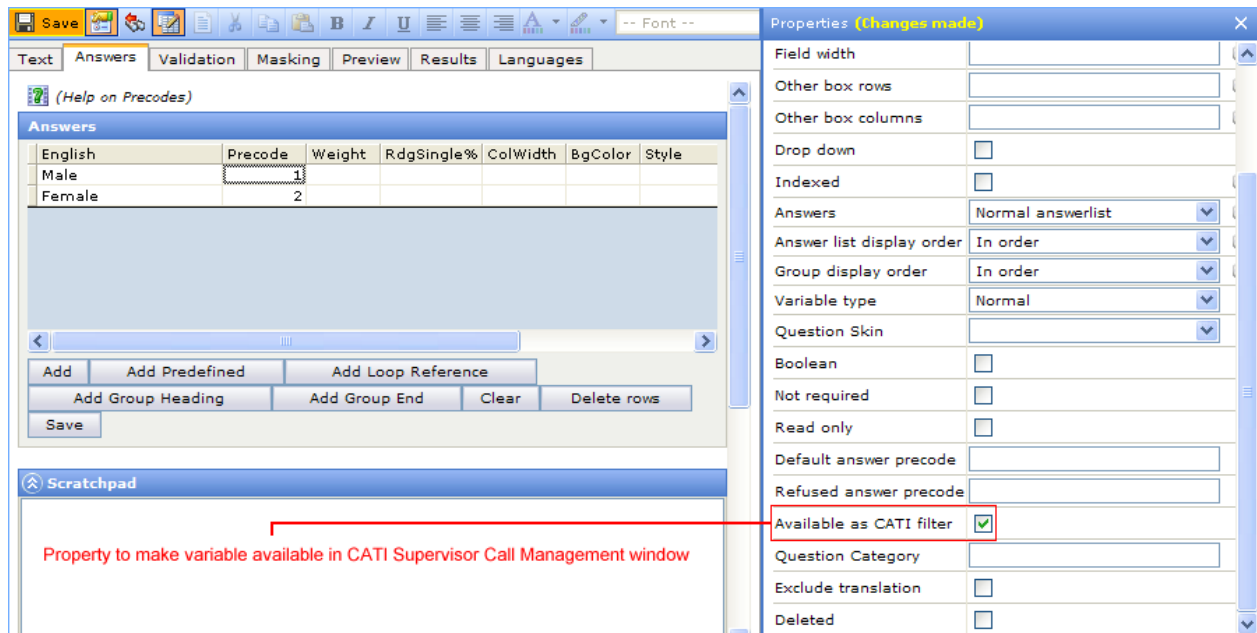 Save B I U A -- Font --
Text Answers Validation Masking Preview Results Languages
(Help on Precodes)
Answers
English Precode Weight RdgSingle% ColWidth BgColor Style
Male 1
Female 2
Add Add Predefined Add Loop Reference
Add Group Heading Add Group End Clear Delete rows
Save
Scratchpad
Property to make variable available in CATI Supervisor Call Management window
Properties (Changes made)
Field width
Other box rows
Other box columns
Drop down
Indexed
Answers Normal answerlist
Answer list display order In order
Group display order In order
Variable type Normal
Question Skin
Boolean
Not required
Read only
Default answer precode
Refused answer precode
Available as CATI filter
Question Category
Exclude translation
Deleted